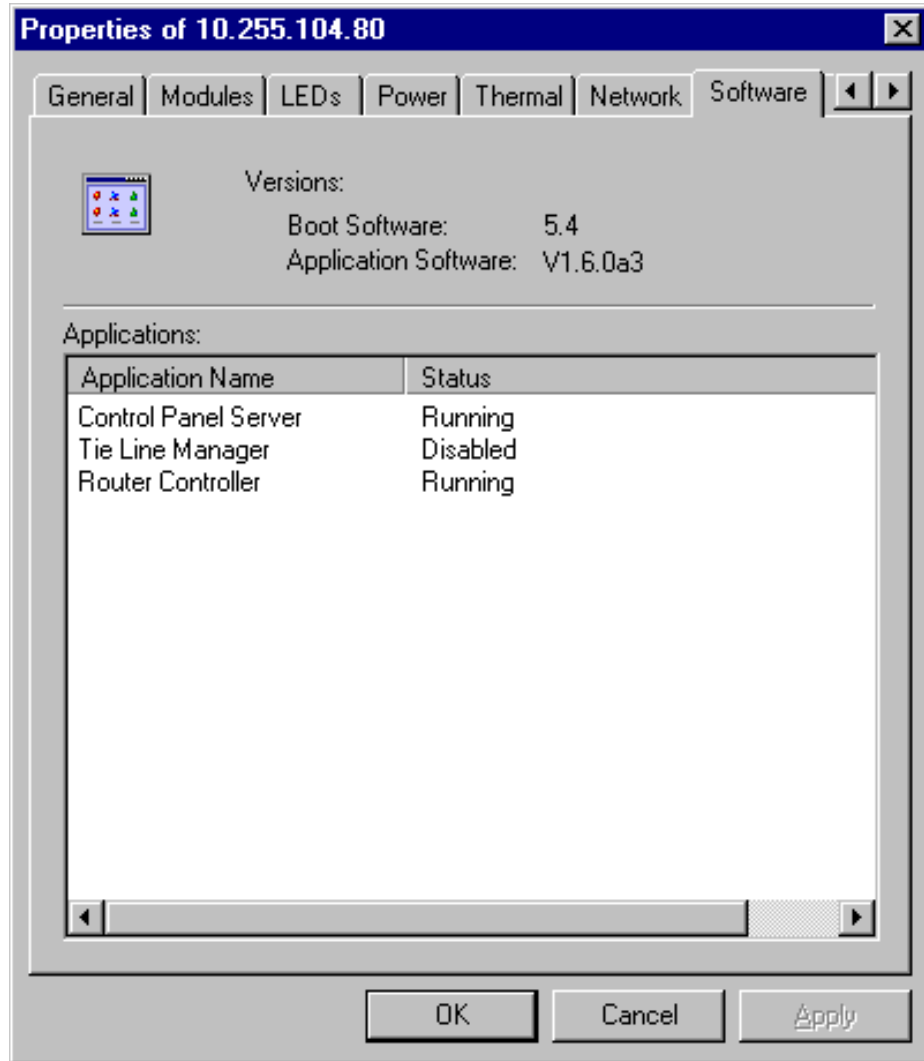 Properties of 10.255.104.80
General Modules LEDs Power Thermal Network Software
Versions:
Boot Software: 5.4
Application Software: V1.6.0a3
Applications:
Application Name Status
Control Panel Server Running
Tie Line Manager Disabled
Router Controller Running
OK Cancel Apply